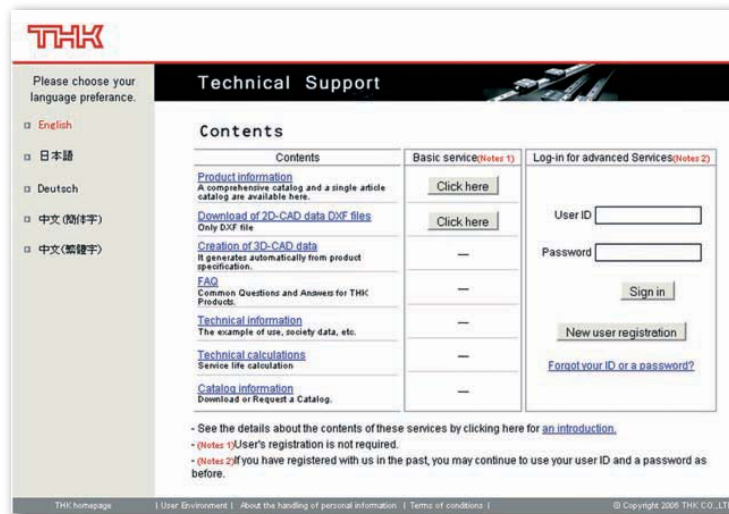 THK
Please choose your
language preferance.
English
日本語
Deutsch
中文(簡体字)
中文(繁體字)
Technical Support
Contents
Contents
Basic service(Notes 1)
Log-in for advanced Services(Notes 2)
Product information
A comprehensive catalog and a single article
catalog are available here.
Click here
Download of 2D-CAD data DXF files
Only DXF file
Click here
Creation of 3D-CAD data
It generates automatically from product
specification.
—
FAQ
Common Questions and Answers for THK
Products.
—
Technical information
The example of use, society data, etc.
—
Technical calculations
Service life calculation
—
Catalog information
Download or Request a Catalog.
—
User ID
Password
Sign in
New user registration
Forgot your ID or a password?
- See the details about the contents of these services by clicking here for an introduction.
- (Notes 1)User's registration is not required.
- (Notes 2)If you have registered with us in the past, you may continue to use your user ID and a password as
before.
THK homepage | User Environment | About the handling of personal information | Terms of conditions | © Copyright 2006 THK CO.,LT